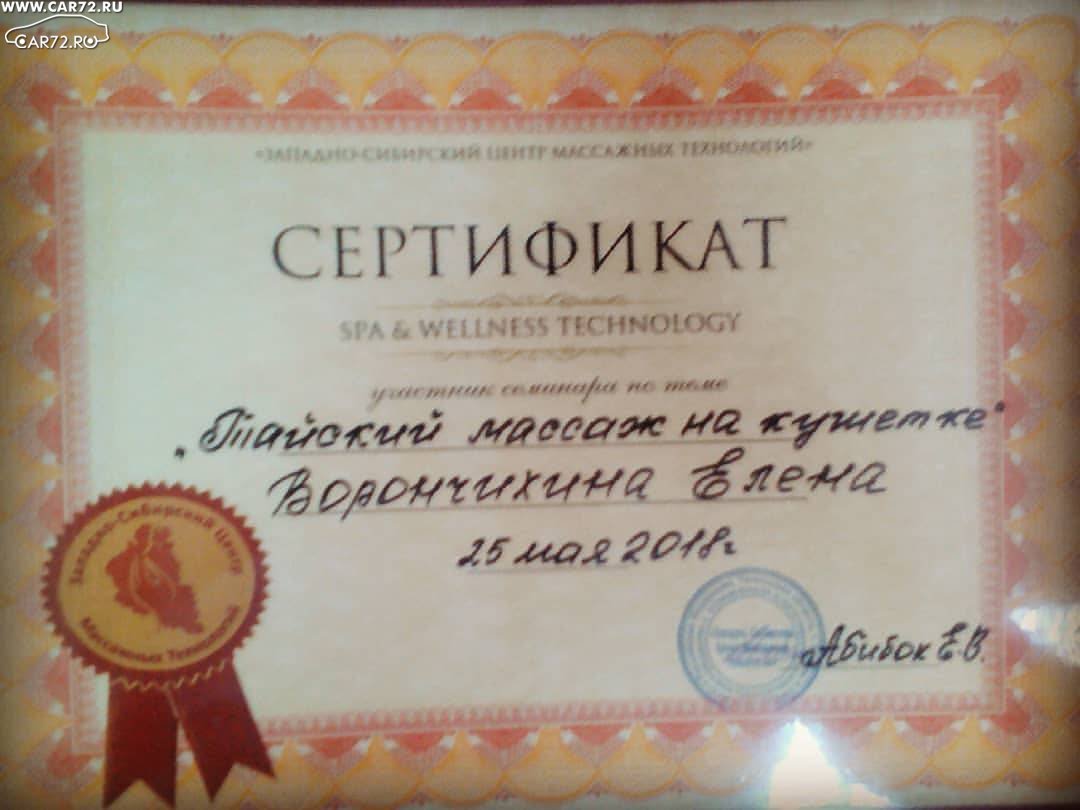 WWW.CAR72.RU
CAR72.RU
«ЗАПАДНО-СИБИРСКИЙ ЦЕНТР МАССАЖНЫХ ТЕХНОЛОГИЙ»
СЕРТИФИКАТ
SPA & WELLNESS TECHNOLOGY
участник семинара по теме
„Тайский массаж на кушетке"
Ворончихина Елена
25 мая 2018г
Западно-Сибирский Центр
Массажных Технологий
Абибок Е.В.